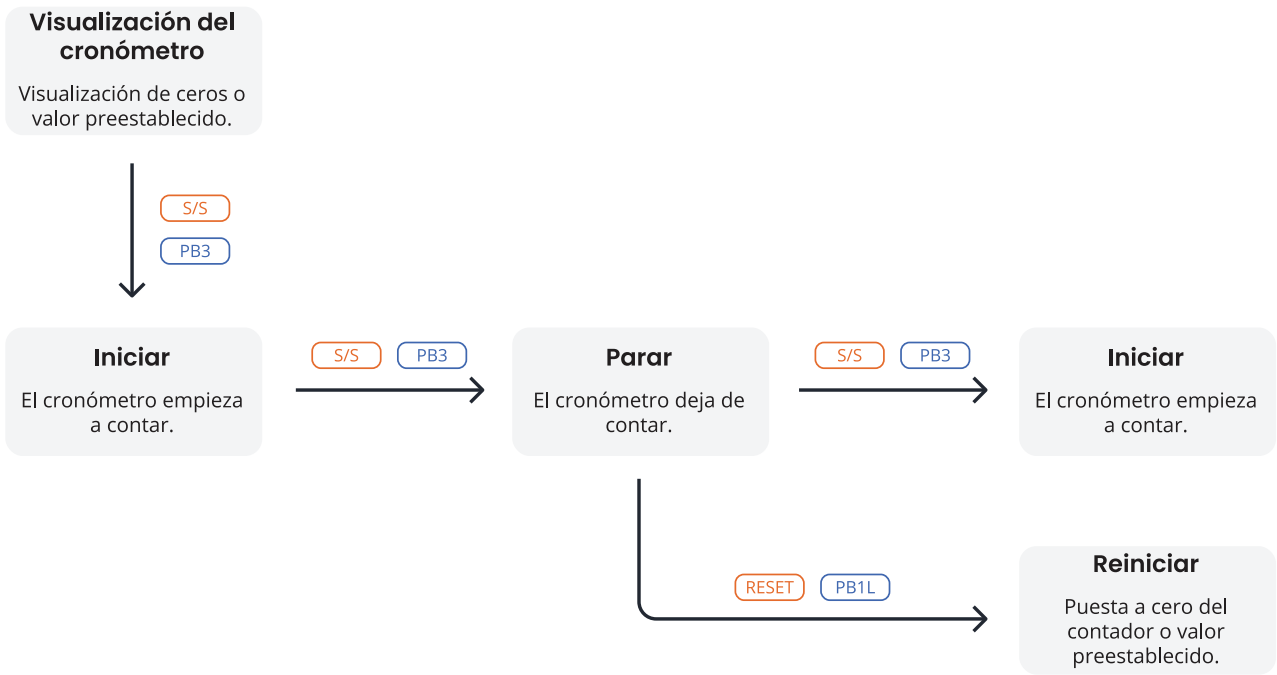 Visualización del
cronómetro
Visualización de ceros o
valor preestablecido.
S/S
PB3
Iniciar
El cronómetro empieza
a contar.
S/S PB3
Parar
El cronómetro deja de
contar.
S/S PB3
Iniciar
El cronómetro empieza
a contar.
RESET PB1L
Reiniciar
Puesta a cero del
contador o valor
preestablecido.